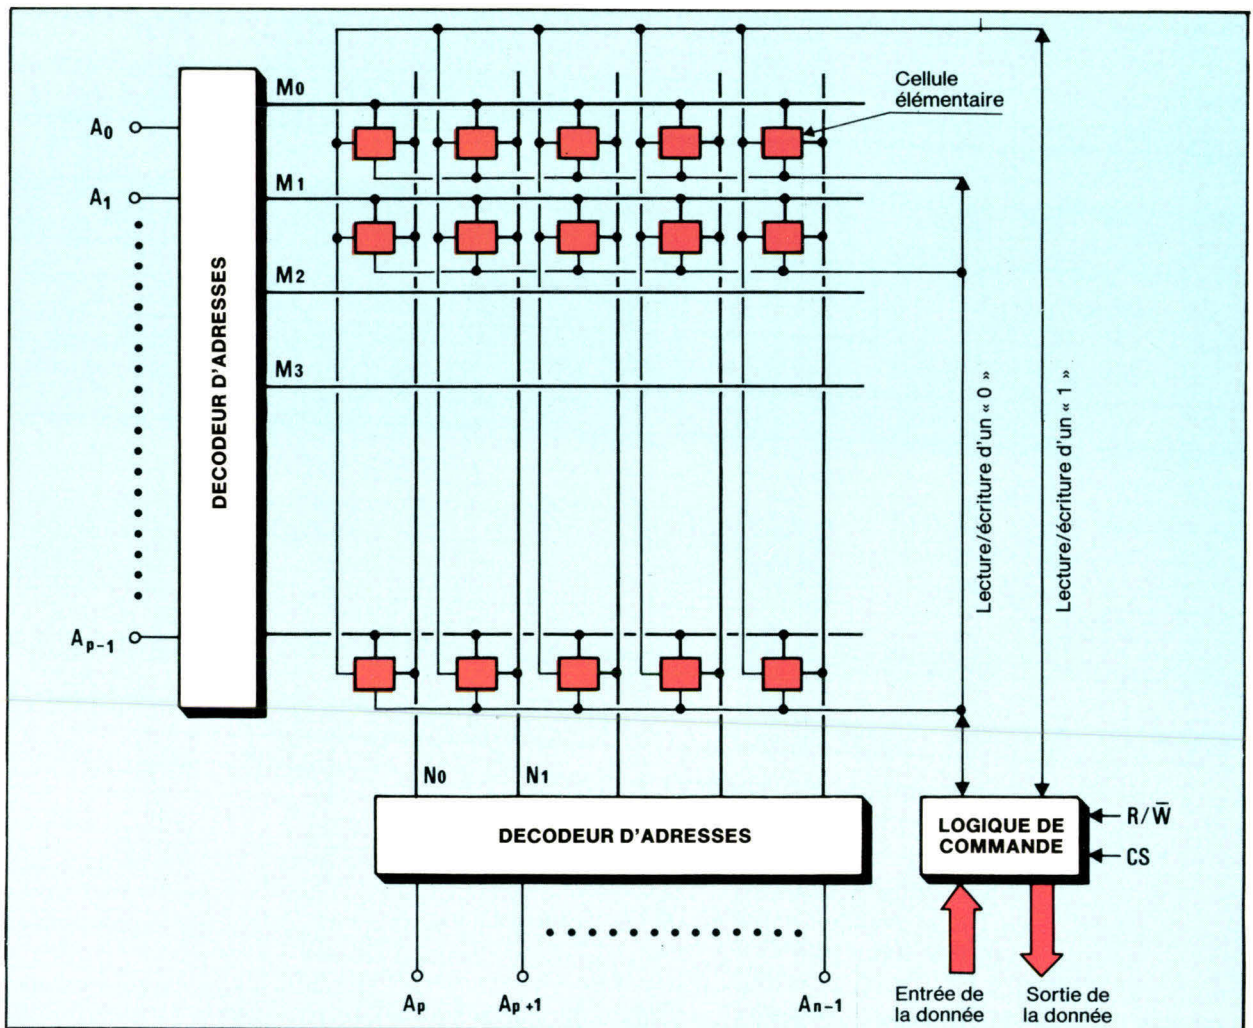 M0
Cellule
élémentaire
A0
M1
A1
DECODEUR D'ADRESSES
M2
M3
Lecture/écriture d'un « 0 »
Lecture/écriture d'un « 1 »
Ap-1
N0 N1
DECODEUR D'ADRESSES
LOGIQUE DE
COMMANDE
R/W̅
CS
Ap Ap+1 An-1
Entrée de
la donnée
Sortie de
la donnée